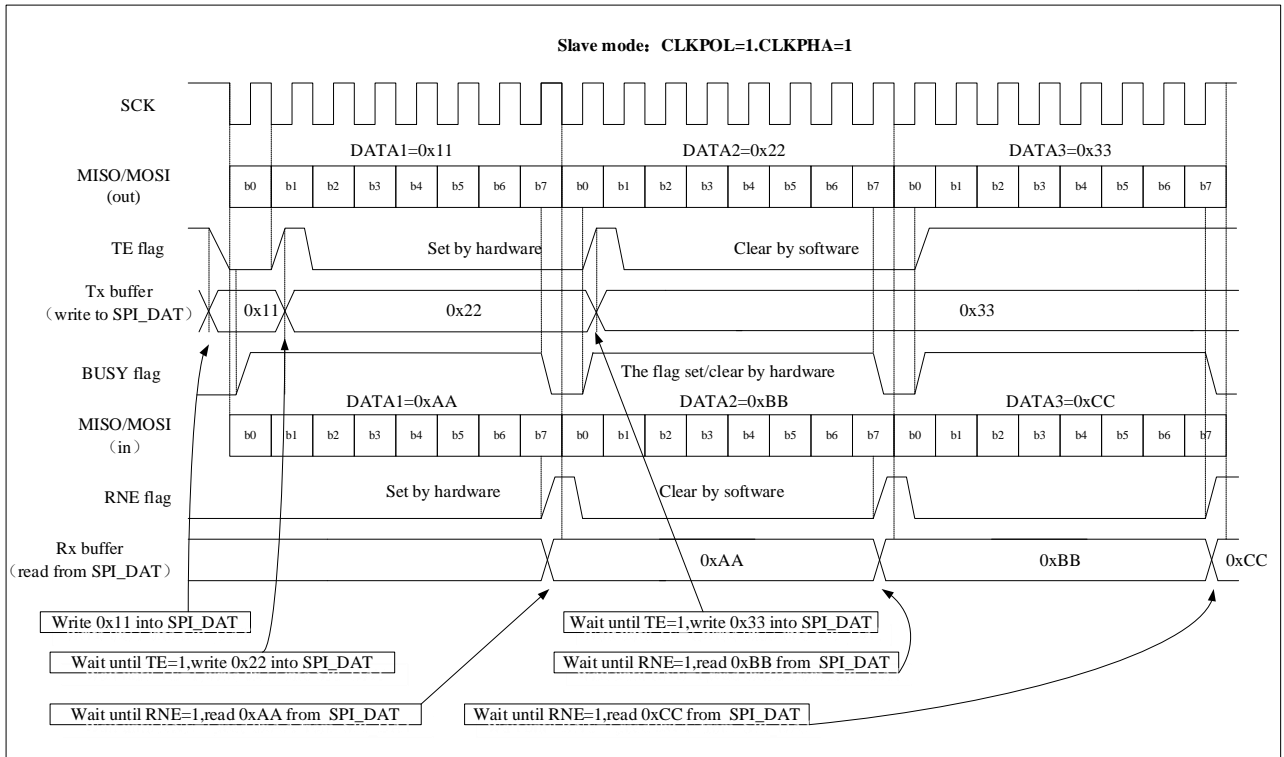 Slave mode：CLKPOL=1.CLKPHA=1
SCK
DATA1=0x11 DATA2=0x22 DATA3=0x33
MISO/MOSI
(out)
b0 b1 b2 b3 b4 b5 b6 b7 b0 b1 b2 b3 b4 b5 b6 b7 b0 b1 b2 b3 b4 b5 b6 b7
TE flag Set by hardware Clear by software
Tx buffer
（write to SPI_DAT） 0x11 0x22 0x33
BUSY flag The flag set/clear by hardware
DATA1=0xAA DATA2=0xBB DATA3=0xCC
MISO/MOSI
（in）
b0 b1 b2 b3 b4 b5 b6 b7 b0 b1 b2 b3 b4 b5 b6 b7 b0 b1 b2 b3 b4 b5 b6 b7
RNE flag Set by hardware Clear by software
Rx buffer
（read from SPI_DAT） 0xAA 0xBB 0xCC
Write 0x11 into SPI_DAT Wait until TE=1,write 0x33 into SPI_DAT
Wait until TE=1,write 0x22 into SPI_DAT Wait until RNE=1,read 0xBB from SPI_DAT
Wait until RNE=1,read 0xAA from SPI_DAT Wait until RNE=1,read 0xCC from SPI_DAT